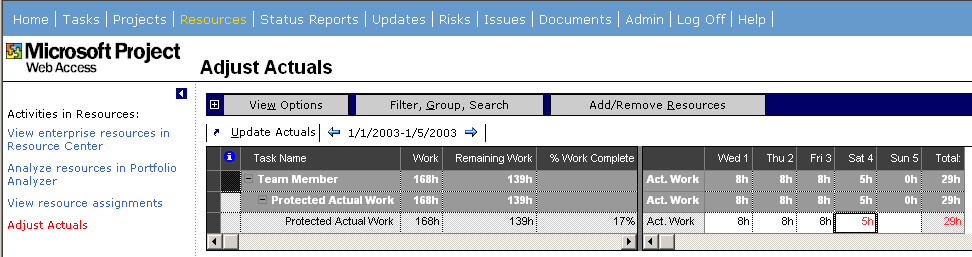 Home | Tasks | Projects | Resources | Status Reports | Updates | Risks | Issues | Documents | Admin | Log Off | Help |
Microsoft Project
Web Access
Adjust Actuals
Activities in Resources:
View enterprise resources in
Resource Center
Analyze resources in Portfolio
Analyzer
View resource assignments
Adjust Actuals
View Options Filter, Group, Search Add/Remove Resources
Update Actuals 1/1/2003-1/5/2003
Task Name Work Remaining Work % Work Complete Wed 1 Thu 2 Fri 3 Sat 4 Sun 5 Total:
Team Member 168h 139h Act. Work 8h 8h 8h 5h 0h 29h
Protected Actual Work 168h 139h Act. Work 8h 8h 8h 5h 0h 29h
Protected Actual Work 168h 139h 17% Act. Work 8h 8h 8h 5h 29h